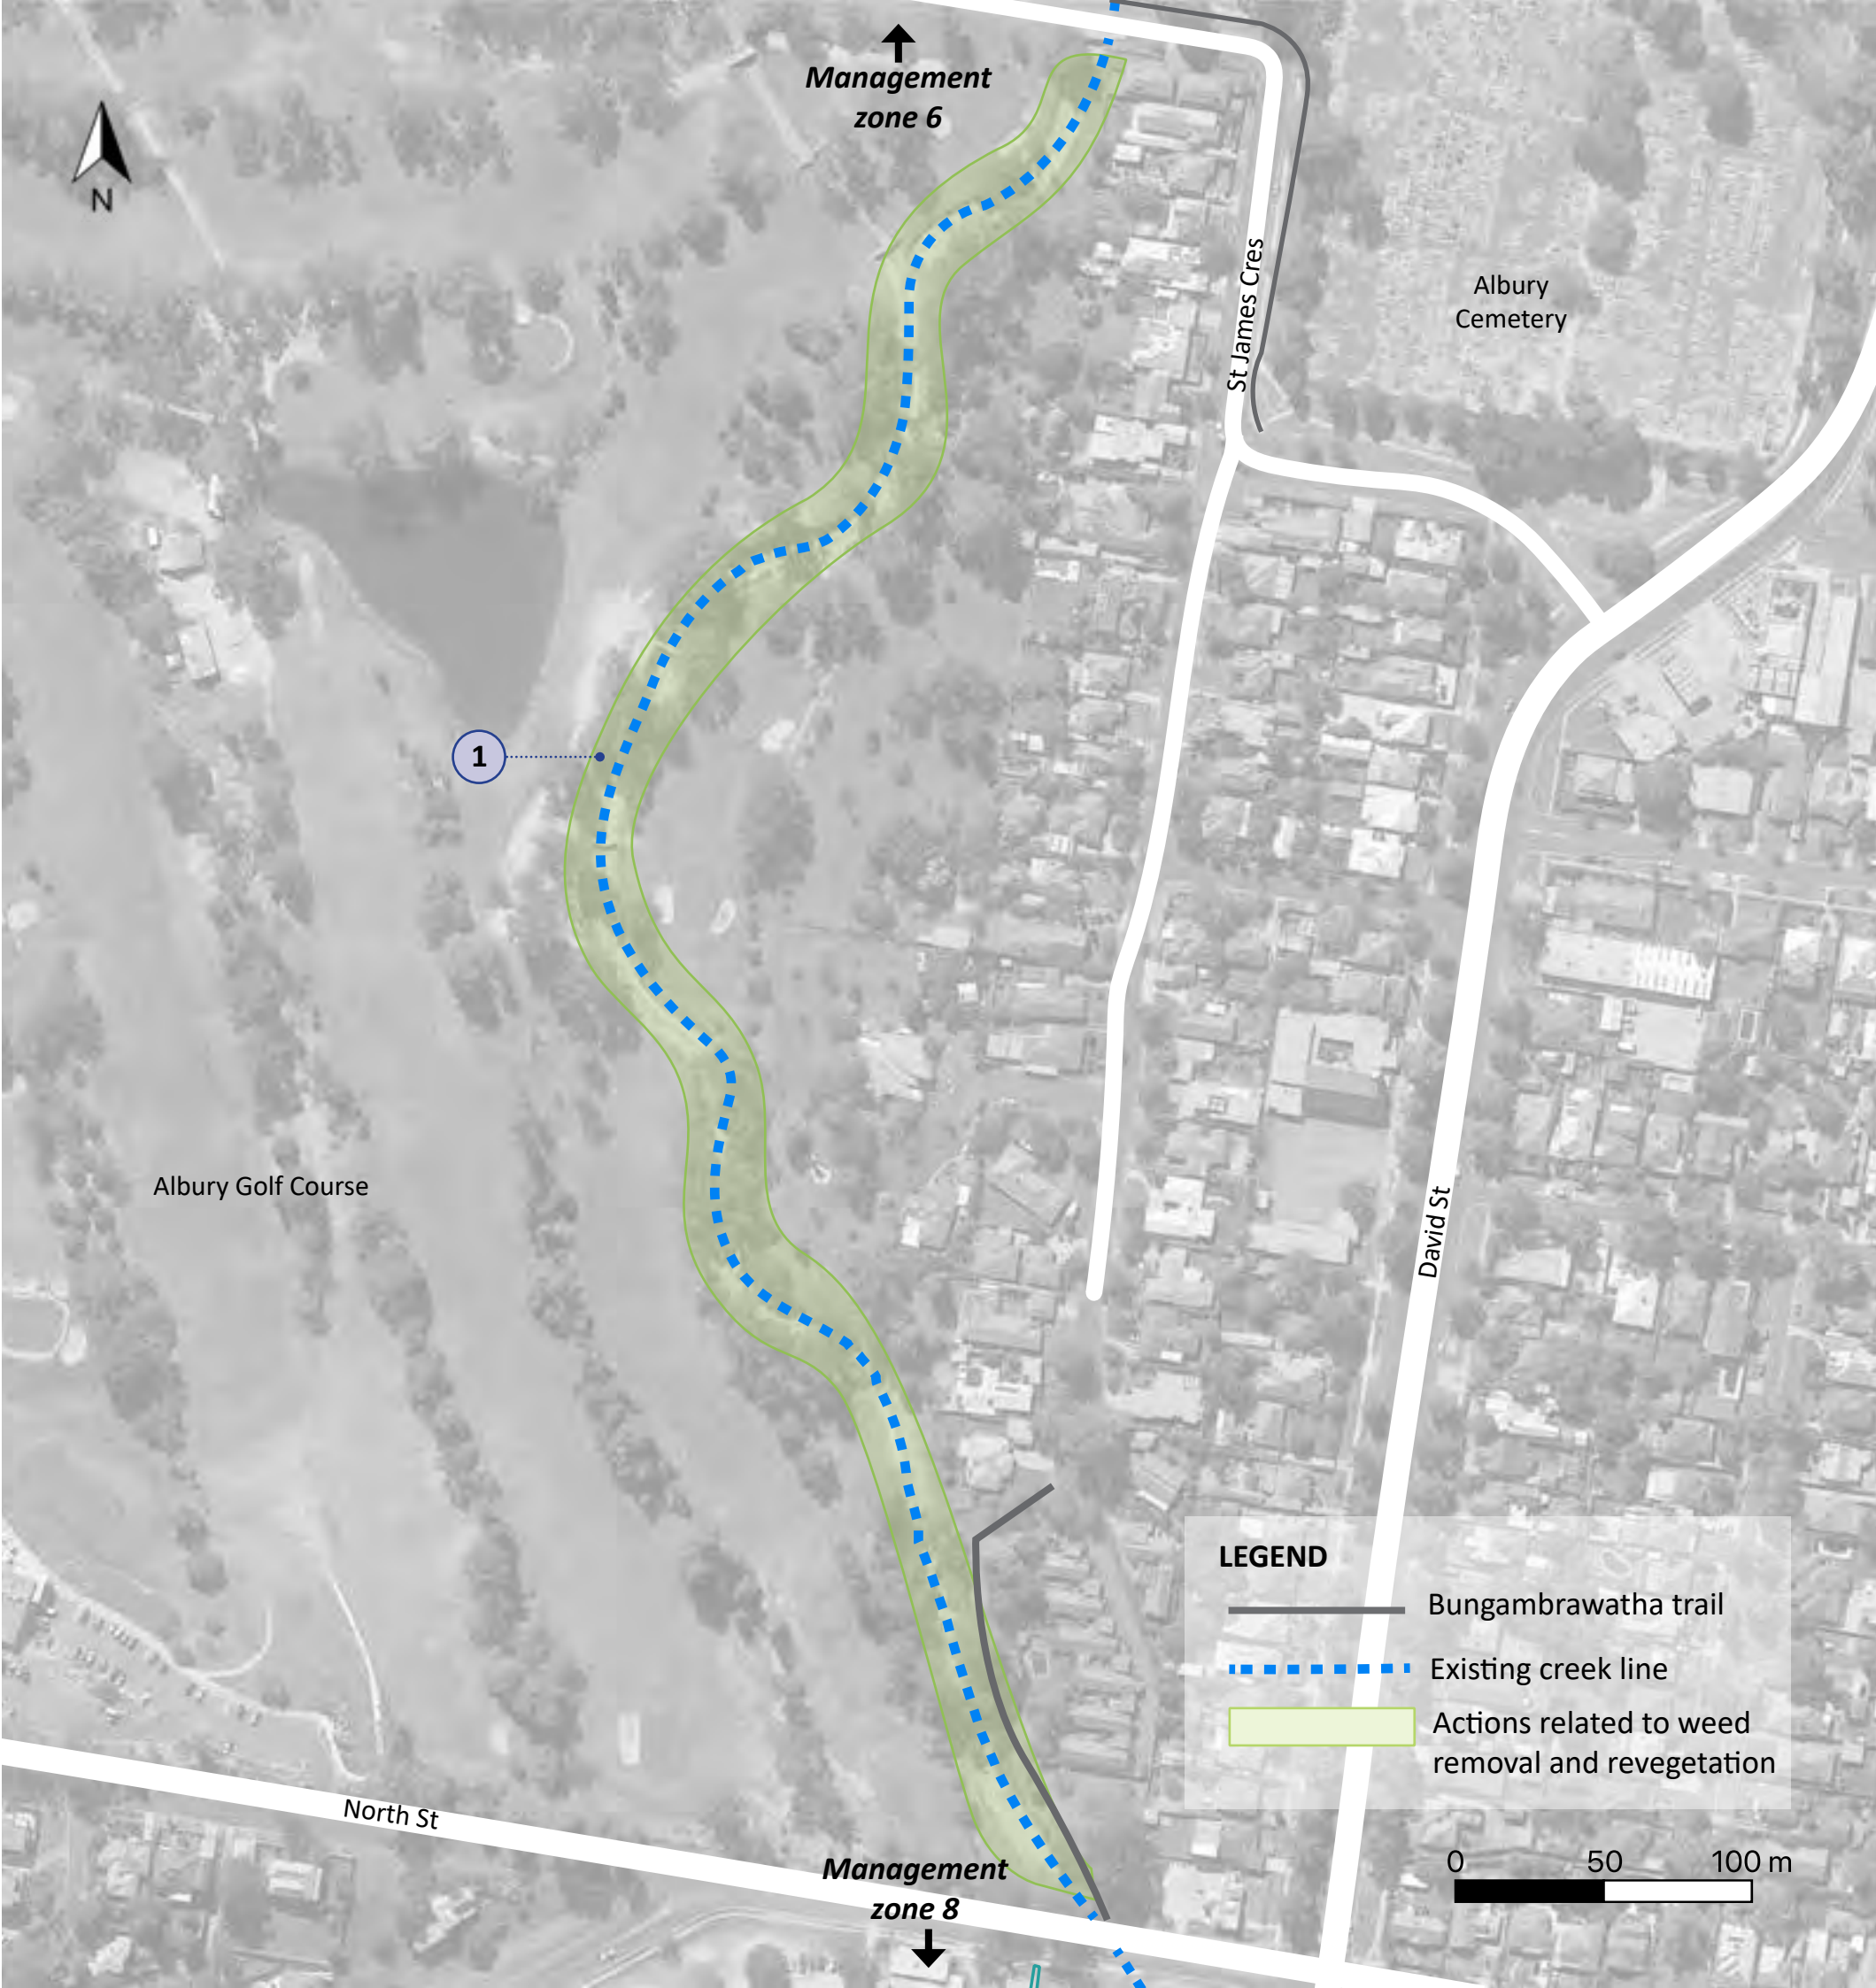 Management
zone 6
N
St James Cres
Albury
Cemetery
1
Albury Golf Course
David St
LEGEND
Bungambrawatha trail
Existing creek line
Actions related to weed
removal and revegetation
North St
0 50 100 m
Management
zone 8